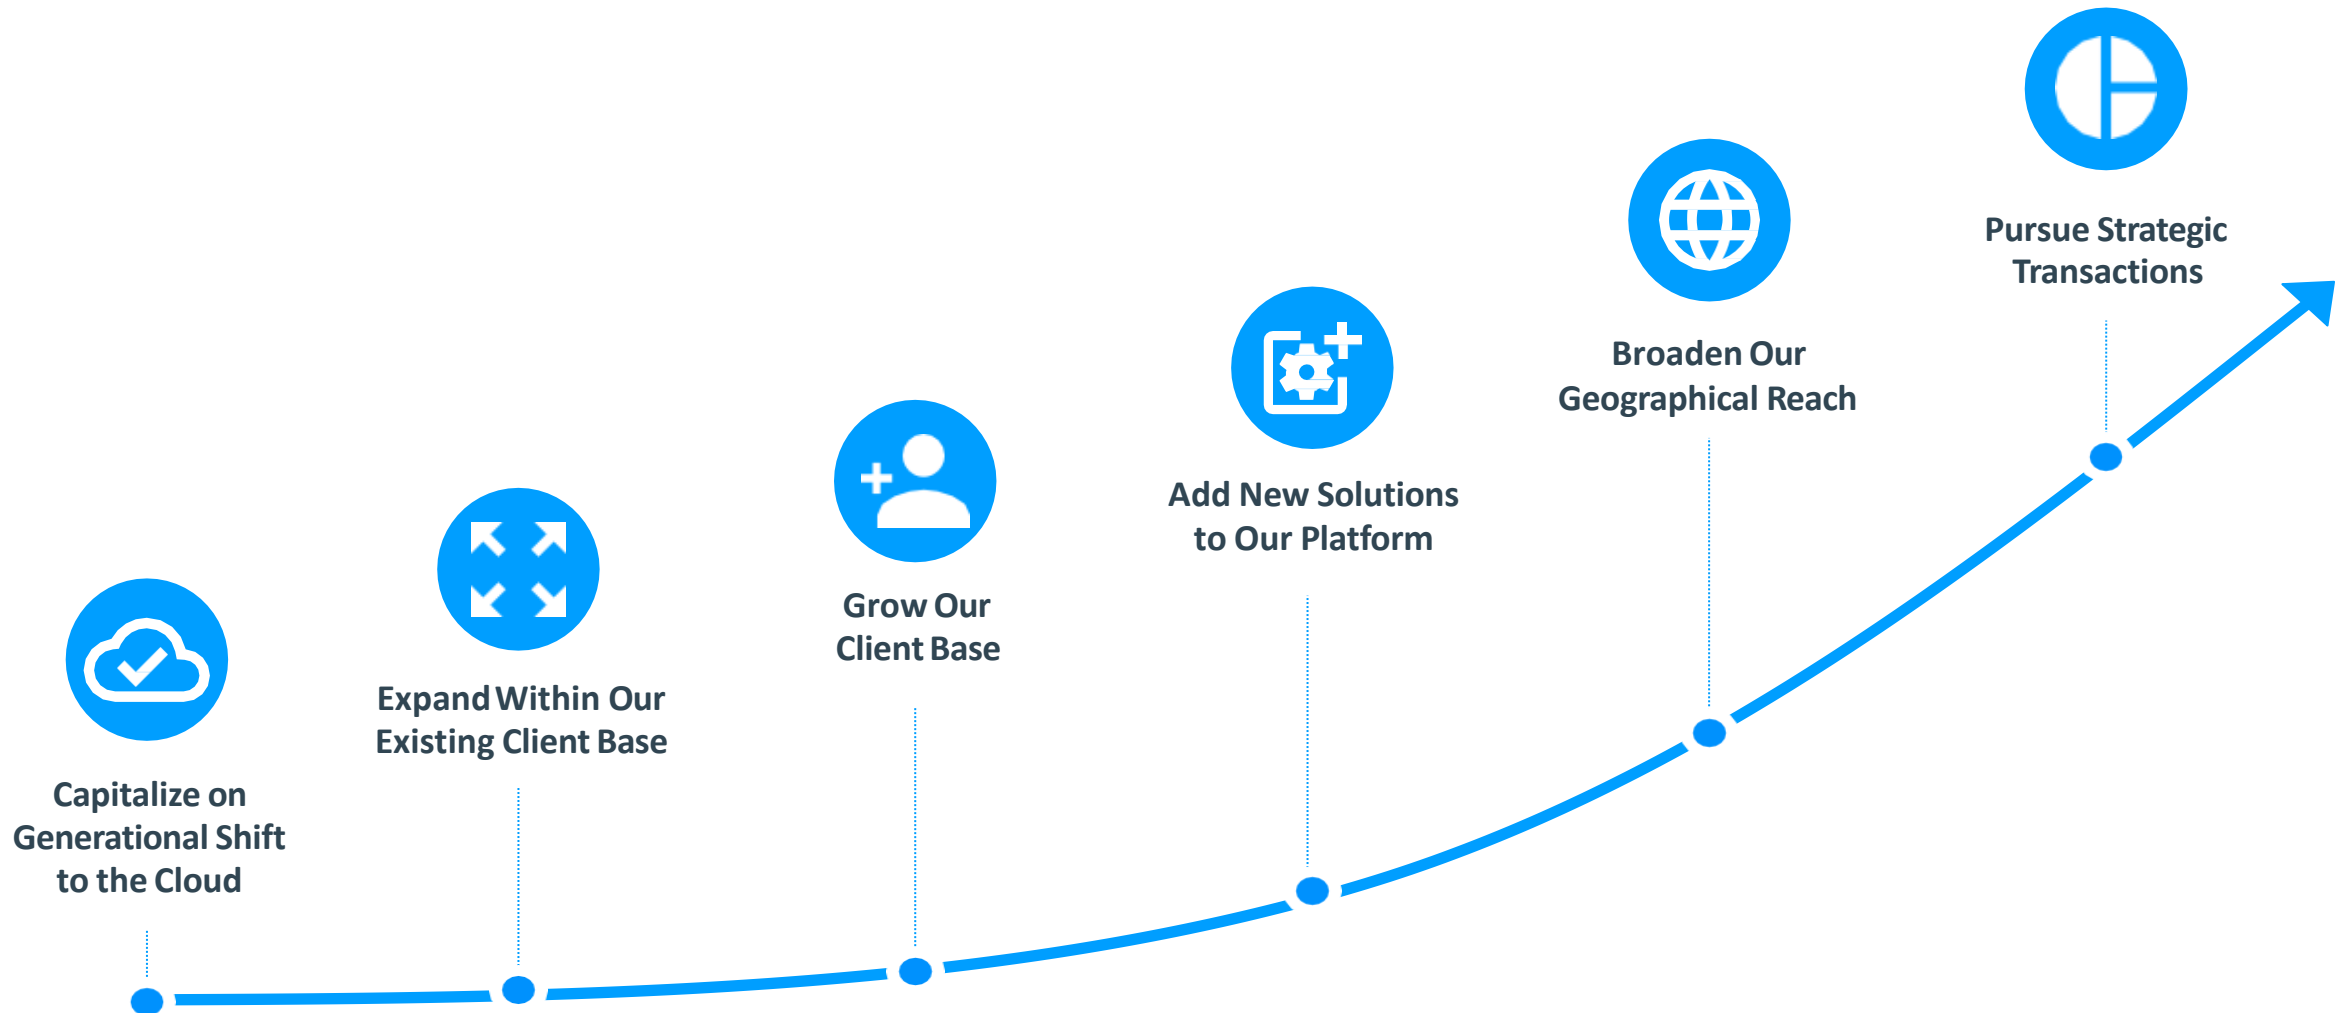 Capitalize on
Generational Shift
to the Cloud
Expand Within Our
Existing Client Base
Grow Our
Client Base
Add New Solutions
to Our Platform
Broaden Our
Geographical Reach
Pursue Strategic
Transactions